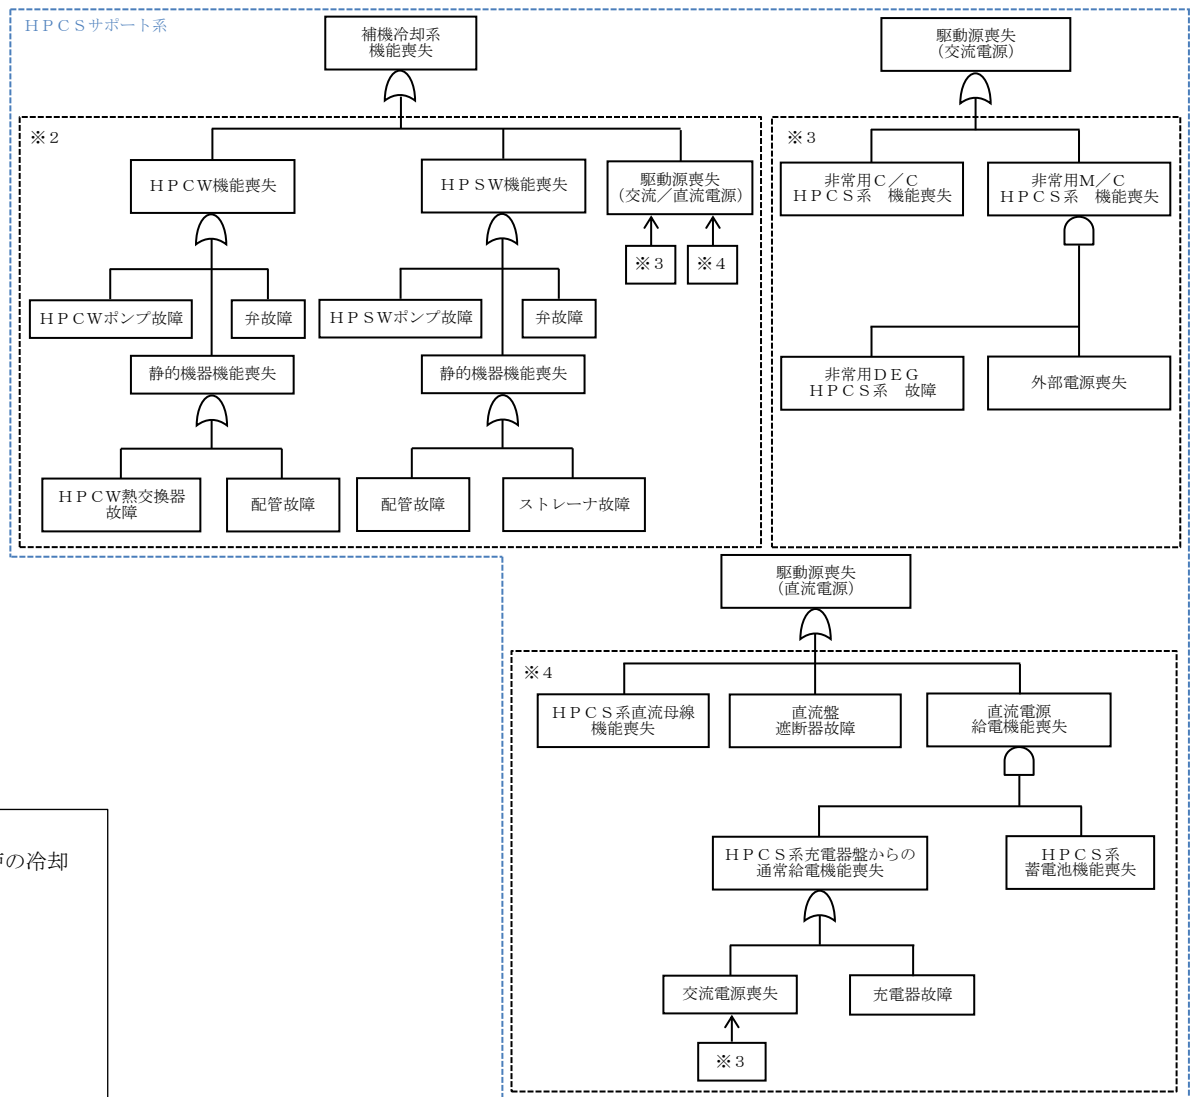 ＨＰＣＳサポート系
補機冷却系
機能喪失
駆動源喪失
（交流電源）
※２
ＨＰＣＷ機能喪失
ＨＰＳＷ機能喪失
駆動源喪失
（交流／直流電源）
※３
※４
ＨＰＣＷポンプ故障
弁故障
ＨＰＳＷポンプ故障
弁故障
静的機器機能喪失
静的機器機能喪失
ＨＰＣＷ熱交換器
故障
配管故障
配管故障
ストレーナ故障
※３
非常用Ｃ／Ｃ
ＨＰＣＳ系　機能喪失
非常用Ｍ／Ｃ
ＨＰＣＳ系　機能喪失
非常用ＤＥＧ
ＨＰＣＳ系　故障
外部電源喪失
駆動源喪失
（直流電源）
※４
ＨＰＣＳ系直流母線
機能喪失
直流盤
遮断器故障
直流電源
給電機能喪失
ＨＰＣＳ系充電器盤からの
通常給電機能喪失
ＨＰＣＳ系
蓄電池機能喪失
交流電源喪失
充電器故障
※３
の冷却